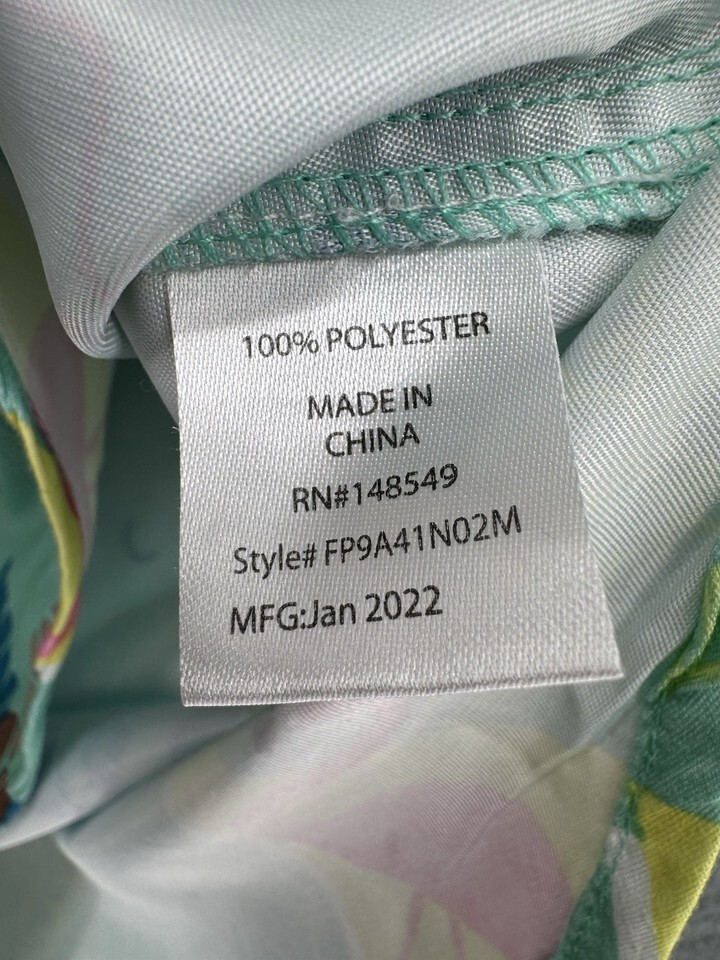 100% POLYESTER
MADE IN
CHINA
RN#148549
Style# FP9A41N02M
MFG:Jan 2022